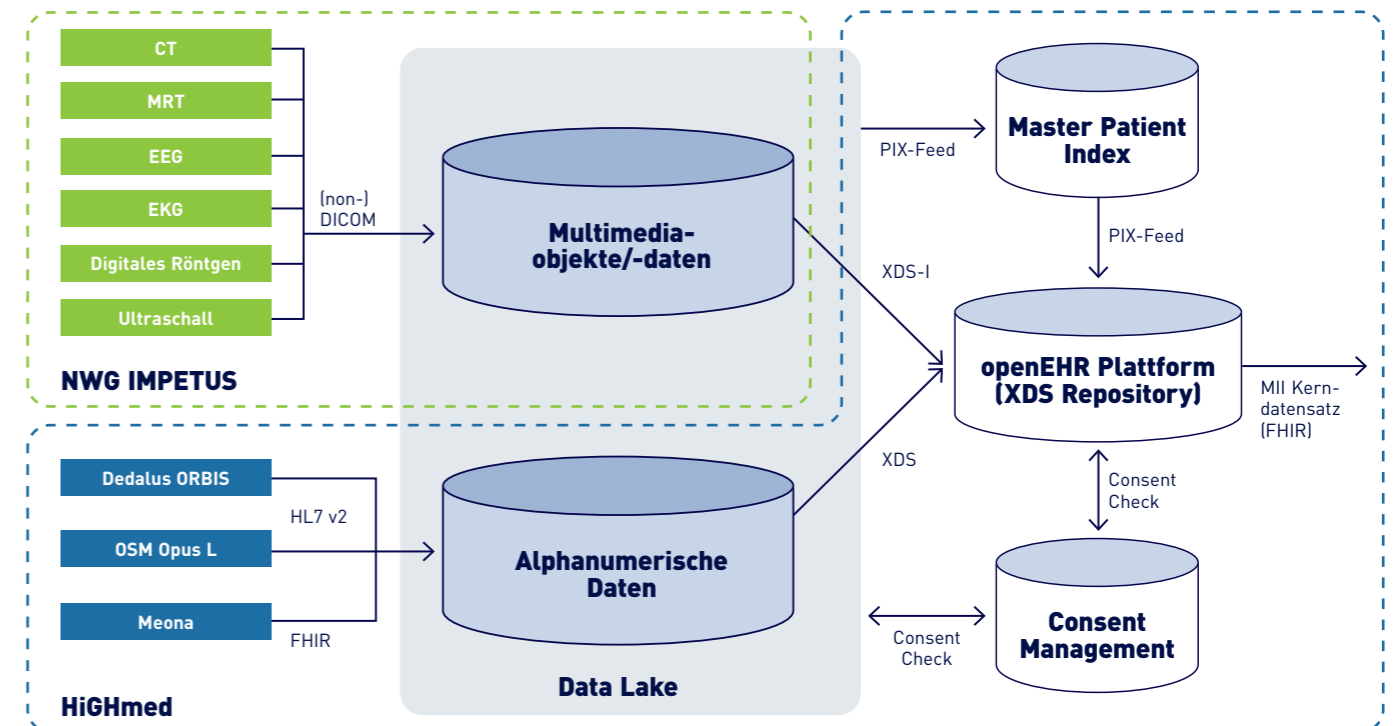 CT
MRT
EEG
EKG
Digitales Röntgen
Ultraschall
NWG IMPETUS
(non-)
DICOM
Multimedia-
objekte/-daten
PIX-Feed
Master Patient
Index
PIX-Feed
XDS-I
openEHR Plattform
(XDS Repository)
MII Kern-
datensatz
(FHIR)
XDS
Consent
Check
Dedalus ORBIS
HL7 v2
OSM Opus L
Meona
FHIR
HiGHmed
Alphanumerische
Daten
Data Lake
Consent
Check
Consent
Management